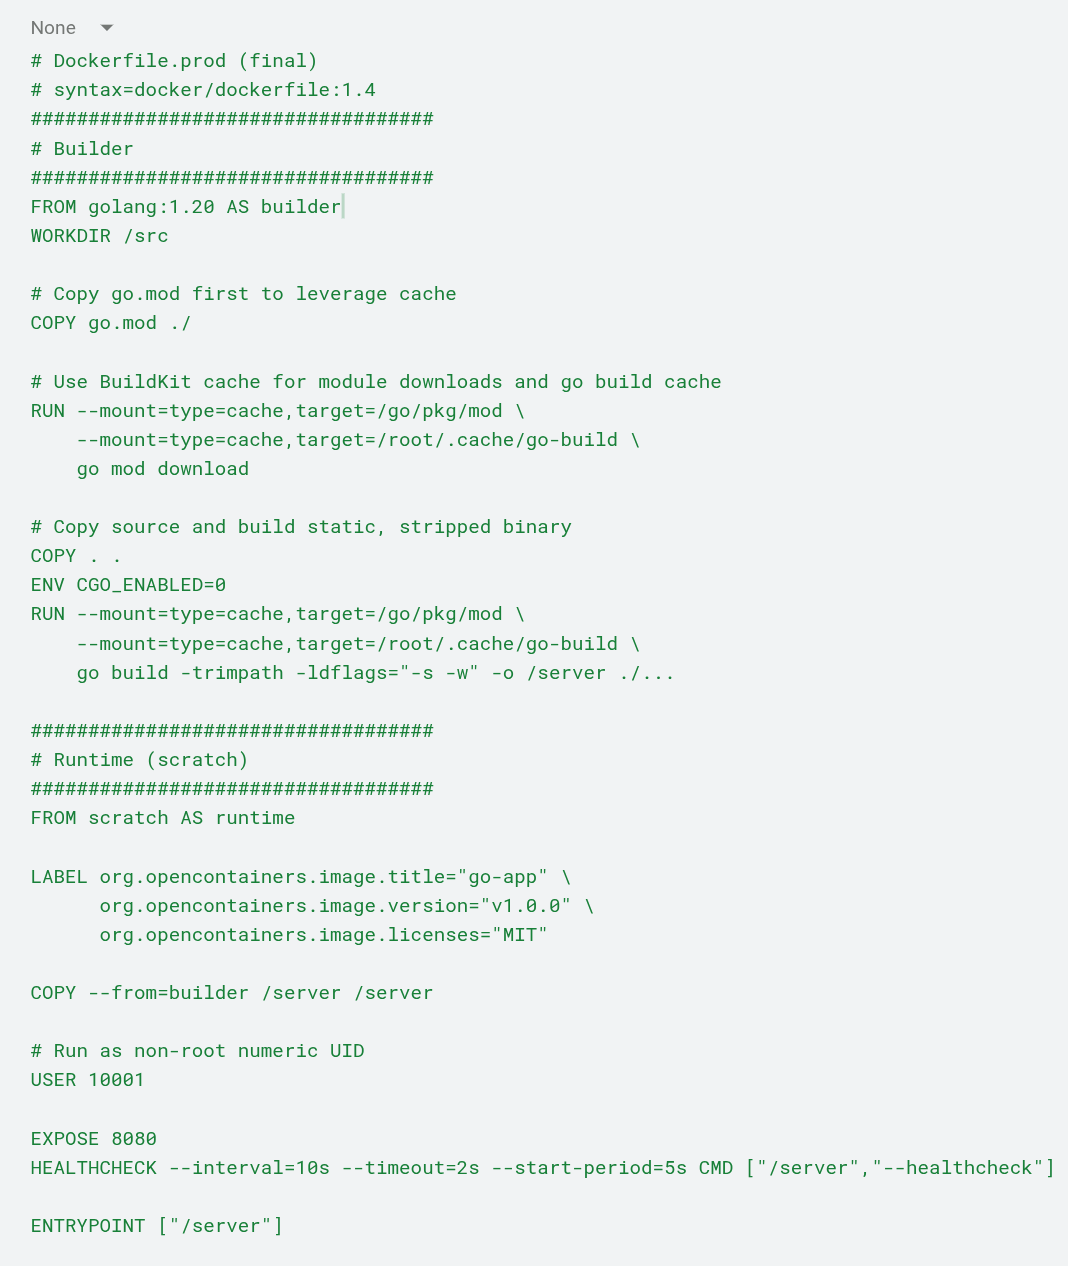 None
# Dockerfile.prod (final)
# syntax=docker/dockerfile:1.4
###################################
# Builder
###################################
FROM golang:1.20 AS builder
WORKDIR /src
# Copy go.mod first to leverage cache
COPY go.mod ./
# Use BuildKit cache for module downloads and go build cache
RUN --mount=type=cache,target=/go/pkg/mod \
    --mount=type=cache,target=/root/.cache/go-build \
    go mod download
# Copy source and build static, stripped binary
COPY . .
ENV CGO_ENABLED=0
RUN --mount=type=cache,target=/go/pkg/mod \
    --mount=type=cache,target=/root/.cache/go-build \
    go build -trimpath -ldflags="-s -w" -o /server ./...
###################################
# Runtime (scratch)
###################################
FROM scratch AS runtime
LABEL org.opencontainers.image.title="go-app" \
      org.opencontainers.image.version="v1.0.0" \
      org.opencontainers.image.licenses="MIT"
COPY --from=builder /server /server
# Run as non-root numeric UID
USER 10001
EXPOSE 8080
HEALTHCHECK --interval=10s --timeout=2s --start-period=5s CMD ["/server","--healthcheck"]
ENTRYPOINT ["/server"]